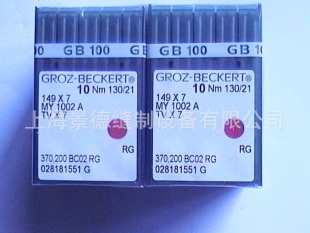 GB 100
GROZ-BECKERT®
10 Nm 130/21
149 X 7
MY 1002 A
TV X 7
RG
370,200 BC02 RG
028181551 G
GB 100
GROZ-BECKERT®
10 Nm 130/21
149 X 7
MY 1002 A
TV X 7
RG
370,200 BC02 RG
028181551 G
上海景德缝制设备有限公司